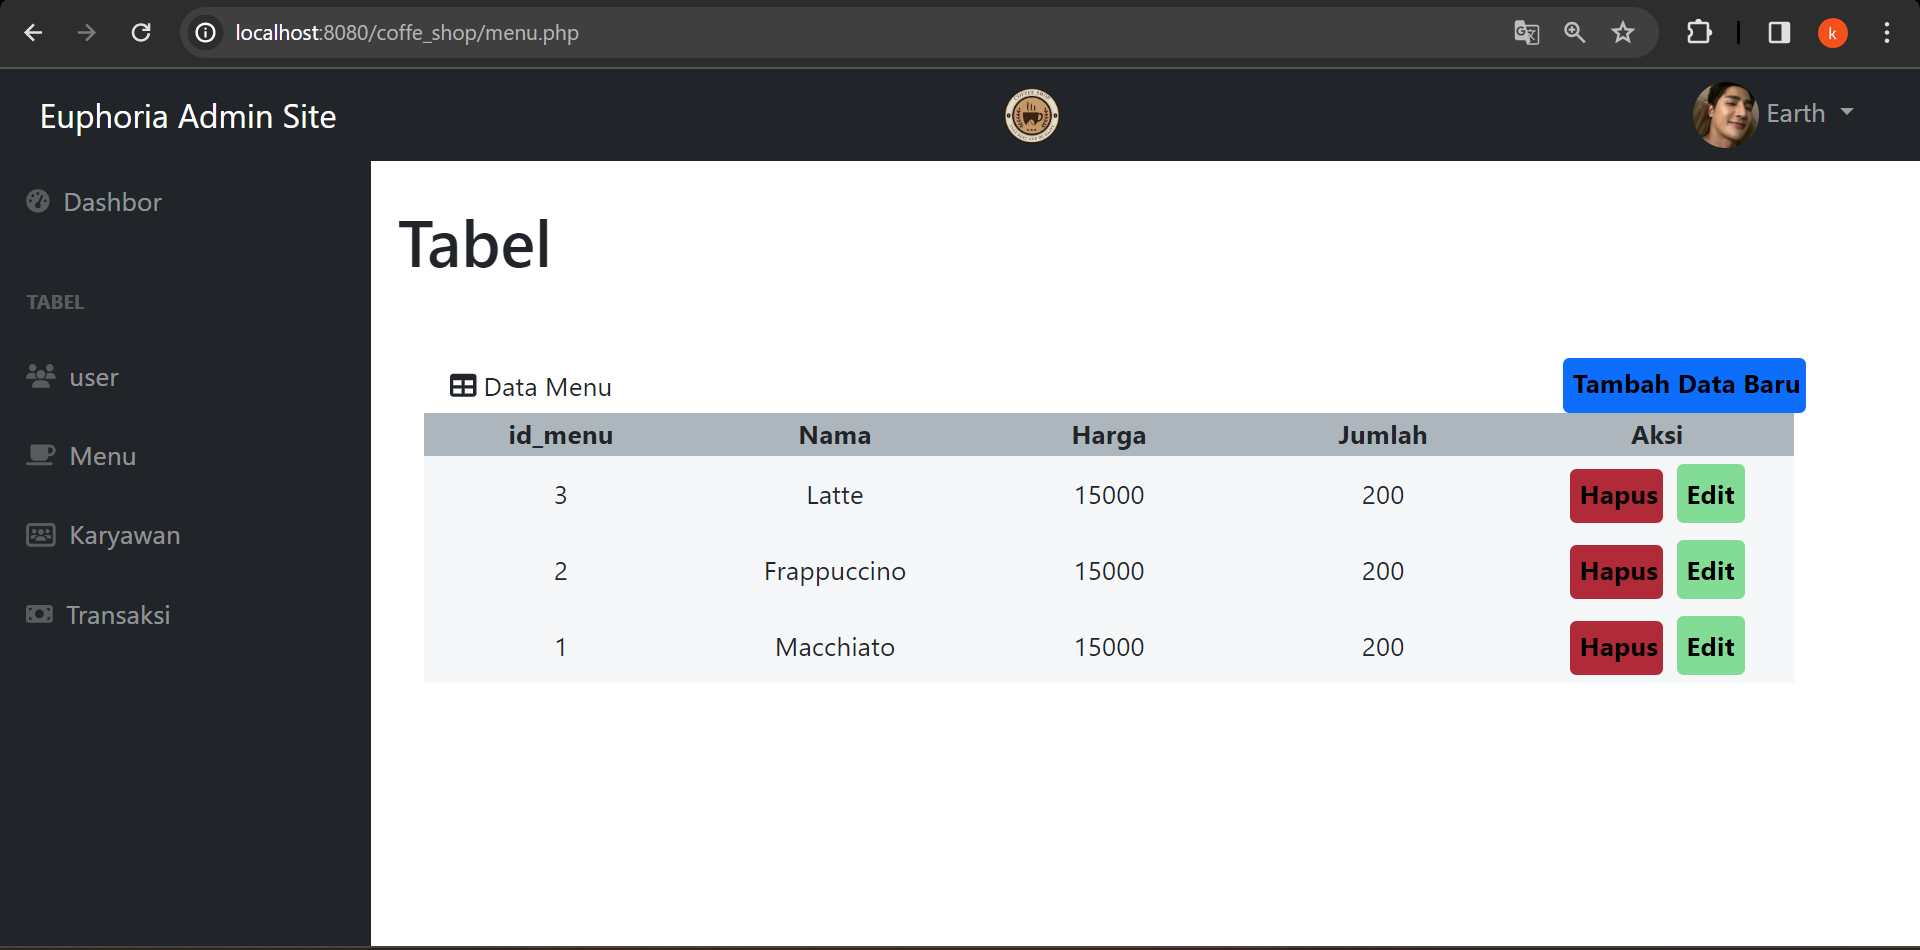 localhost:8080/coffe_shop/menu.php
k
Euphoria Admin Site
COFFEE SHOP
Earth
Dashbor
TABEL
user
Menu
Karyawan
Transaksi
Tabel
Data Menu
Tambah Data Baru
id_menu Nama Harga Jumlah Aksi
3 Latte 15000 200 Hapus Edit
2 Frappuccino 15000 200 Hapus Edit
1 Macchiato 15000 200 Hapus Edit